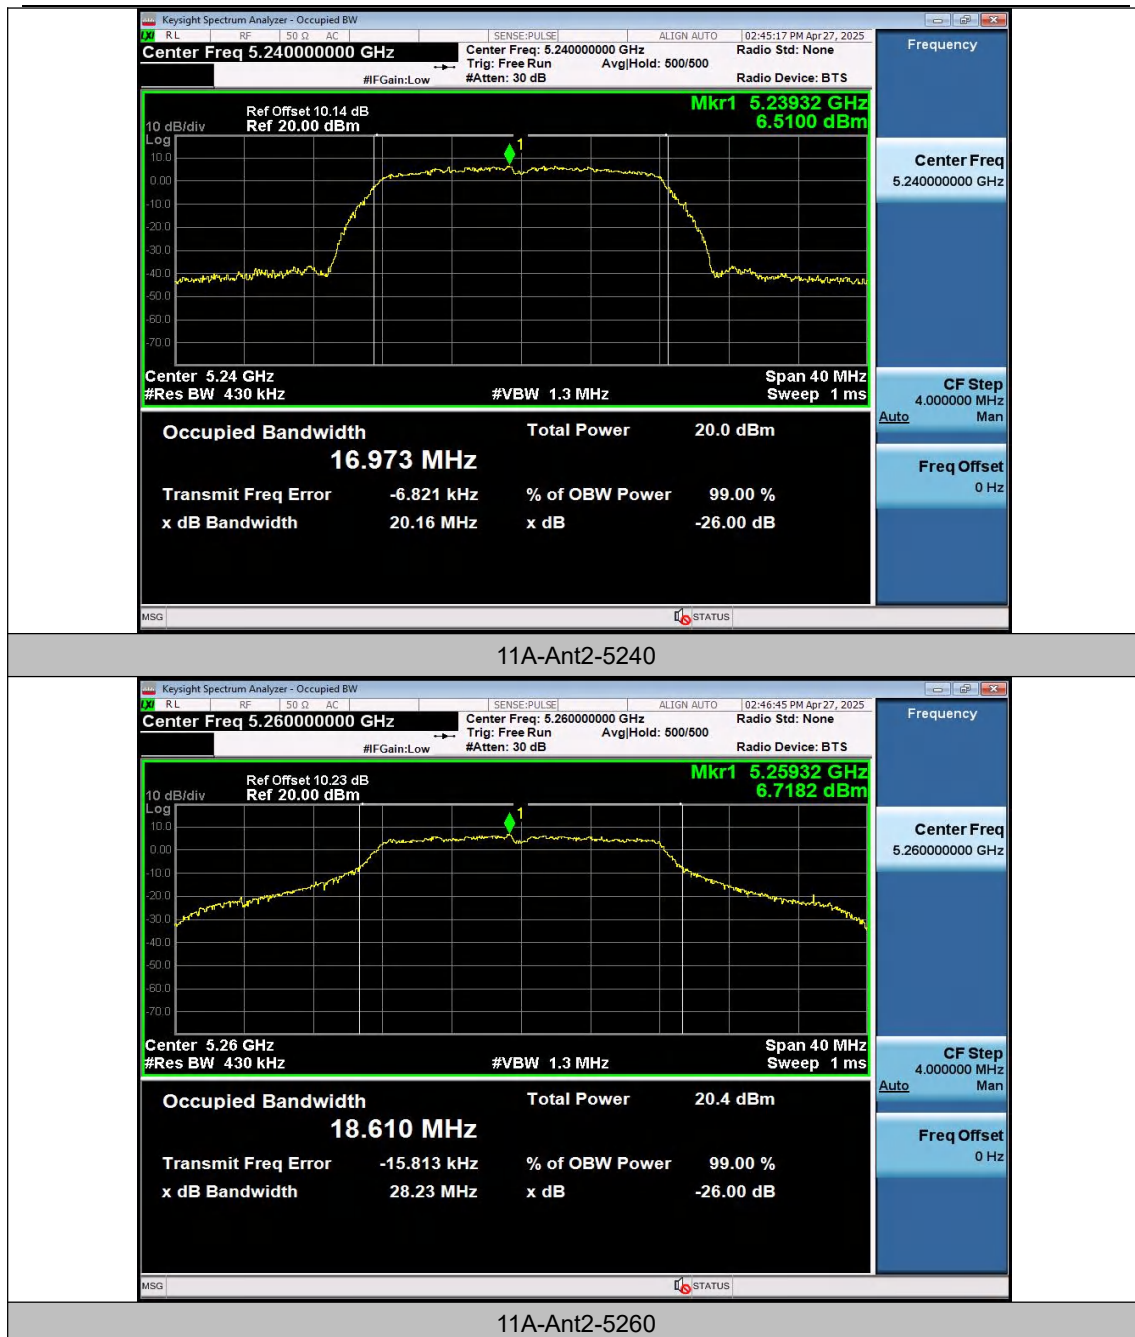 Keysight Spectrum Analyzer - Occupied BW
LXI RL RF 50 Ω AC SENSE:PULSE ALIGN AUTO 02:45:17 PM Apr 27, 2025
Center Freq 5.240000000 GHz
Center Freq: 5.240000000 GHz
Radio Std: None
Trig: Free Run Avg|Hold: 500/500
#IFGain:Low
#Atten: 30 dB
Radio Device: BTS
Frequency
Mkr1 5.23932 GHz
6.5100 dBm
Ref Offset 10.14 dB
10 dB/div Ref 20.00 dBm
Log
1
10.0
0.00
-10.0
-20.0
-30.0
-40.0
-50.0
-60.0
-70.0
Center 5.24 GHz
Span 40 MHz
#Res BW 430 kHz
#VBW 1.3 MHz
Sweep 1 ms
Center Freq
5.240000000 GHz
CF Step
4.000000 MHz
Auto Man
Freq Offset
0 Hz
Occupied Bandwidth
Total Power 20.0 dBm
16.973 MHz
Transmit Freq Error -6.821 kHz % of OBW Power 99.00 %
x dB Bandwidth 20.16 MHz x dB -26.00 dB
MSG STATUS
11A-Ant2-5240
Keysight Spectrum Analyzer - Occupied BW
LXI RL RF 50 Ω AC SENSE:PULSE ALIGN AUTO 02:46:45 PM Apr 27, 2025
Center Freq 5.260000000 GHz
Center Freq: 5.260000000 GHz
Radio Std: None
Trig: Free Run Avg|Hold: 500/500
#IFGain:Low
#Atten: 30 dB
Radio Device: BTS
Frequency
Mkr1 5.25932 GHz
6.7182 dBm
Ref Offset 10.23 dB
10 dB/div Ref 20.00 dBm
Log
1
10.0
0.00
-10.0
-20.0
-30.0
-40.0
-50.0
-60.0
-70.0
Center 5.26 GHz
Span 40 MHz
#Res BW 430 kHz
#VBW 1.3 MHz
Sweep 1 ms
Center Freq
5.260000000 GHz
CF Step
4.000000 MHz
Auto Man
Freq Offset
0 Hz
Occupied Bandwidth
Total Power 20.4 dBm
18.610 MHz
Transmit Freq Error -15.813 kHz % of OBW Power 99.00 %
x dB Bandwidth 28.23 MHz x dB -26.00 dB
MSG STATUS
11A-Ant2-5260